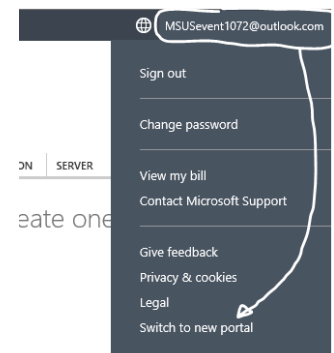 MSUSevent1072@outlook.com
Sign out
Change password
ON SERVER
View my bill
Contact Microsoft Support
eate one
Give feedback
Privacy & cookies
Legal
Switch to new portal